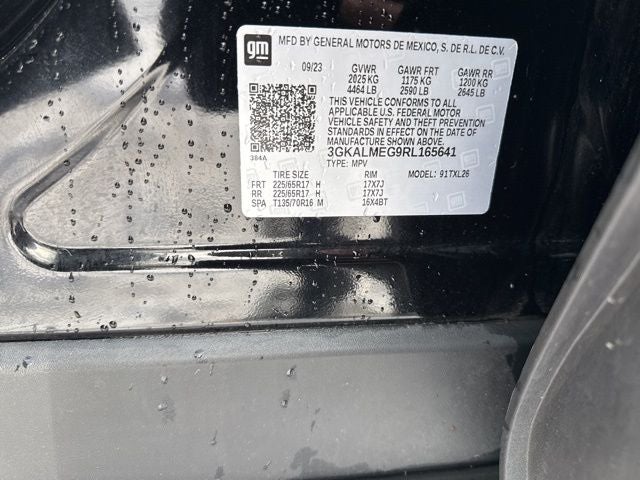 gm MFD BY GENERAL MOTORS DE MEXICO, S. DE R.L. DE C.V.
09/23 GVWR GAWR FRT GAWR RR
2025 KG 1175 KG 1200 KG
4464 LB 2590 LB 2645 LB
THIS VEHICLE CONFORMS TO ALL
APPLICABLE U.S. FEDERAL MOTOR
VEHICLE SAFETY AND THEFT PREVENTION
STANDARDS IN EFFECT ON THE DATE OF
MANUFACTURE SHOWN ABOVE.
384A 3GKALMEG9RL165641
TYPE: MPV MODEL: 91TXL26
TIRE SIZE RIM
FRT 225/65R17 H 17X7J
RR 225/65R17 H 17X7J
SPA T135/70R16 M 16X4BT